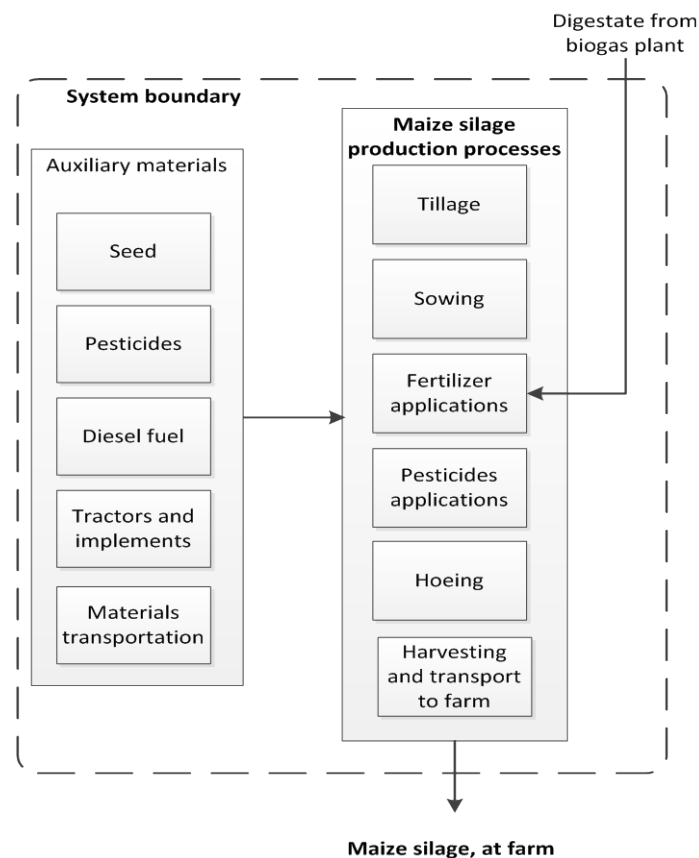 Digestate from
biogas plant
System boundary
Auxiliary materials
Seed
Pesticides
Diesel fuel
Tractors and
implements
Materials
transportation
Maize silage
production processes
Tillage
Sowing
Fertilizer
applications
Pesticides
applications
Hoeing
Harvesting
and transport
to farm
Maize silage, at farm